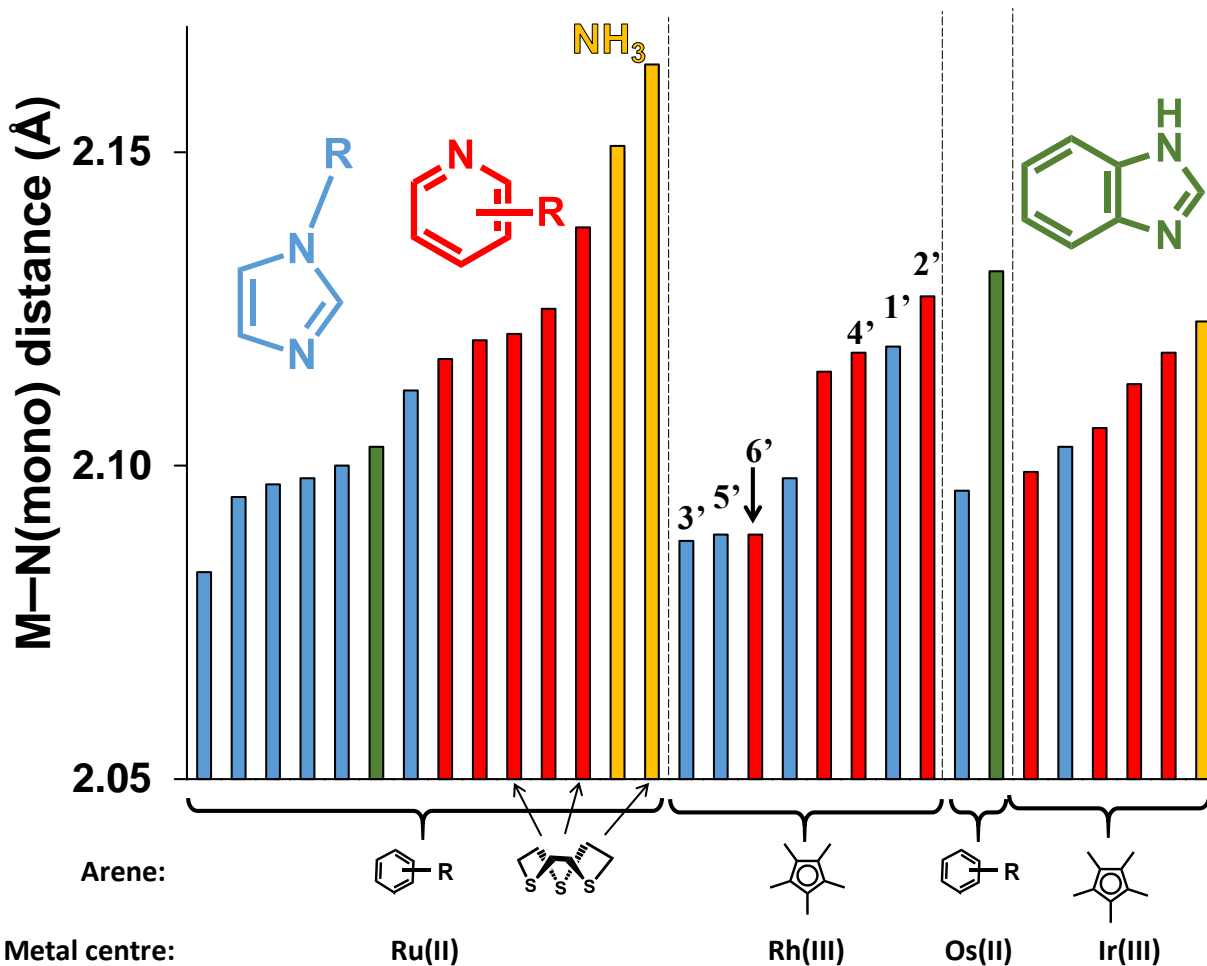 NH3
M—N(mono) distance (Å)
2.15
2.10
2.05
R
N
N
N
R
H
N
N
3’
5’
6’
4’
1’
2’
R
S
S
S
R
Arene:
Metal centre:
Ru(II)
Rh(III)
Os(II)
Ir(III)